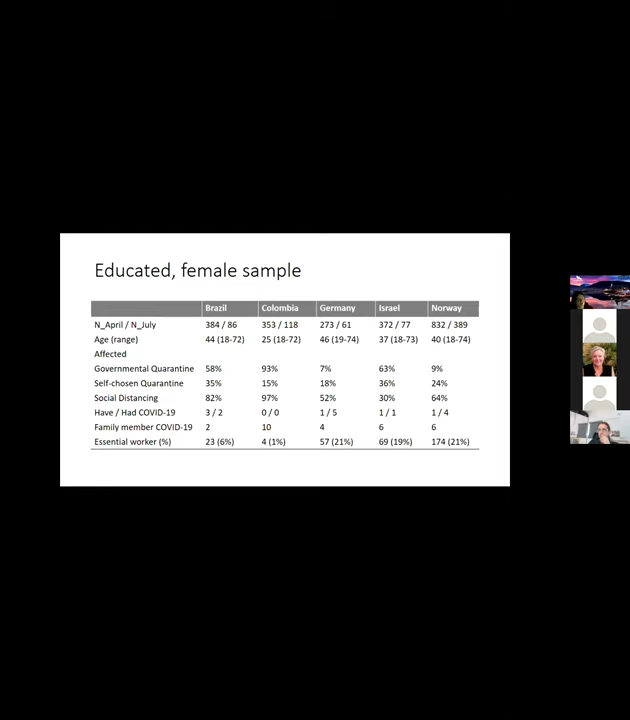 Educated, female sample
Brazil Colombia Germany Israel Norway
N_April / N_July 384 / 86 353 / 118 273 / 61 372 / 77 832 / 389
Age (range) 44 (18-72) 25 (18-72) 46 (19-74) 37 (18-73) 40 (18-74)
Affected
Governmental Quarantine 58% 93% 7% 63% 9%
Self-chosen Quarantine 35% 15% 18% 36% 24%
Social Distancing 82% 97% 52% 30% 64%
Have / Had COVID-19 3 / 2 0 / 0 1 / 5 1 / 1 1 / 4
Family member COVID-19 2 10 4 6 6
Essential worker (%) 23 (6%) 4 (1%) 57 (21%) 69 (19%) 174 (21%)